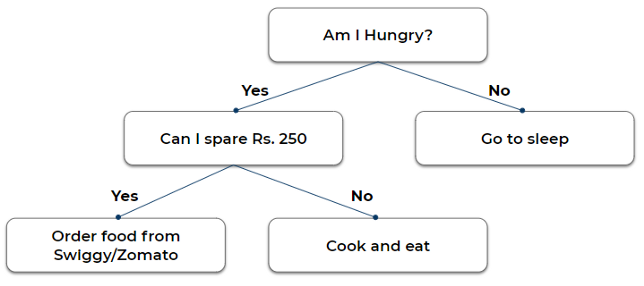 Am I Hungry?
Yes
No
Can I spare Rs. 250
Go to sleep
Yes
No
Order food from
Swiggy/Zomato
Cook and eat